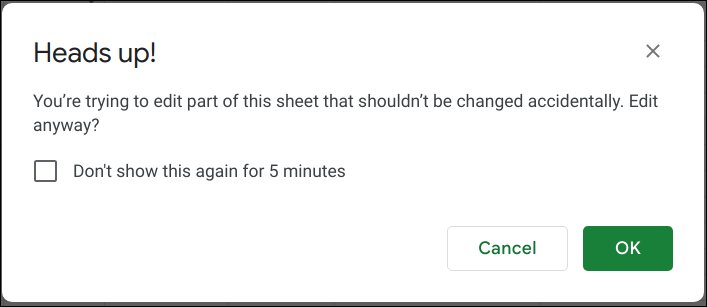 Heads up!
You’re trying to edit part of this sheet that shouldn’t be changed accidentally. Edit
anyway?
Don't show this again for 5 minutes
Cancel
OK